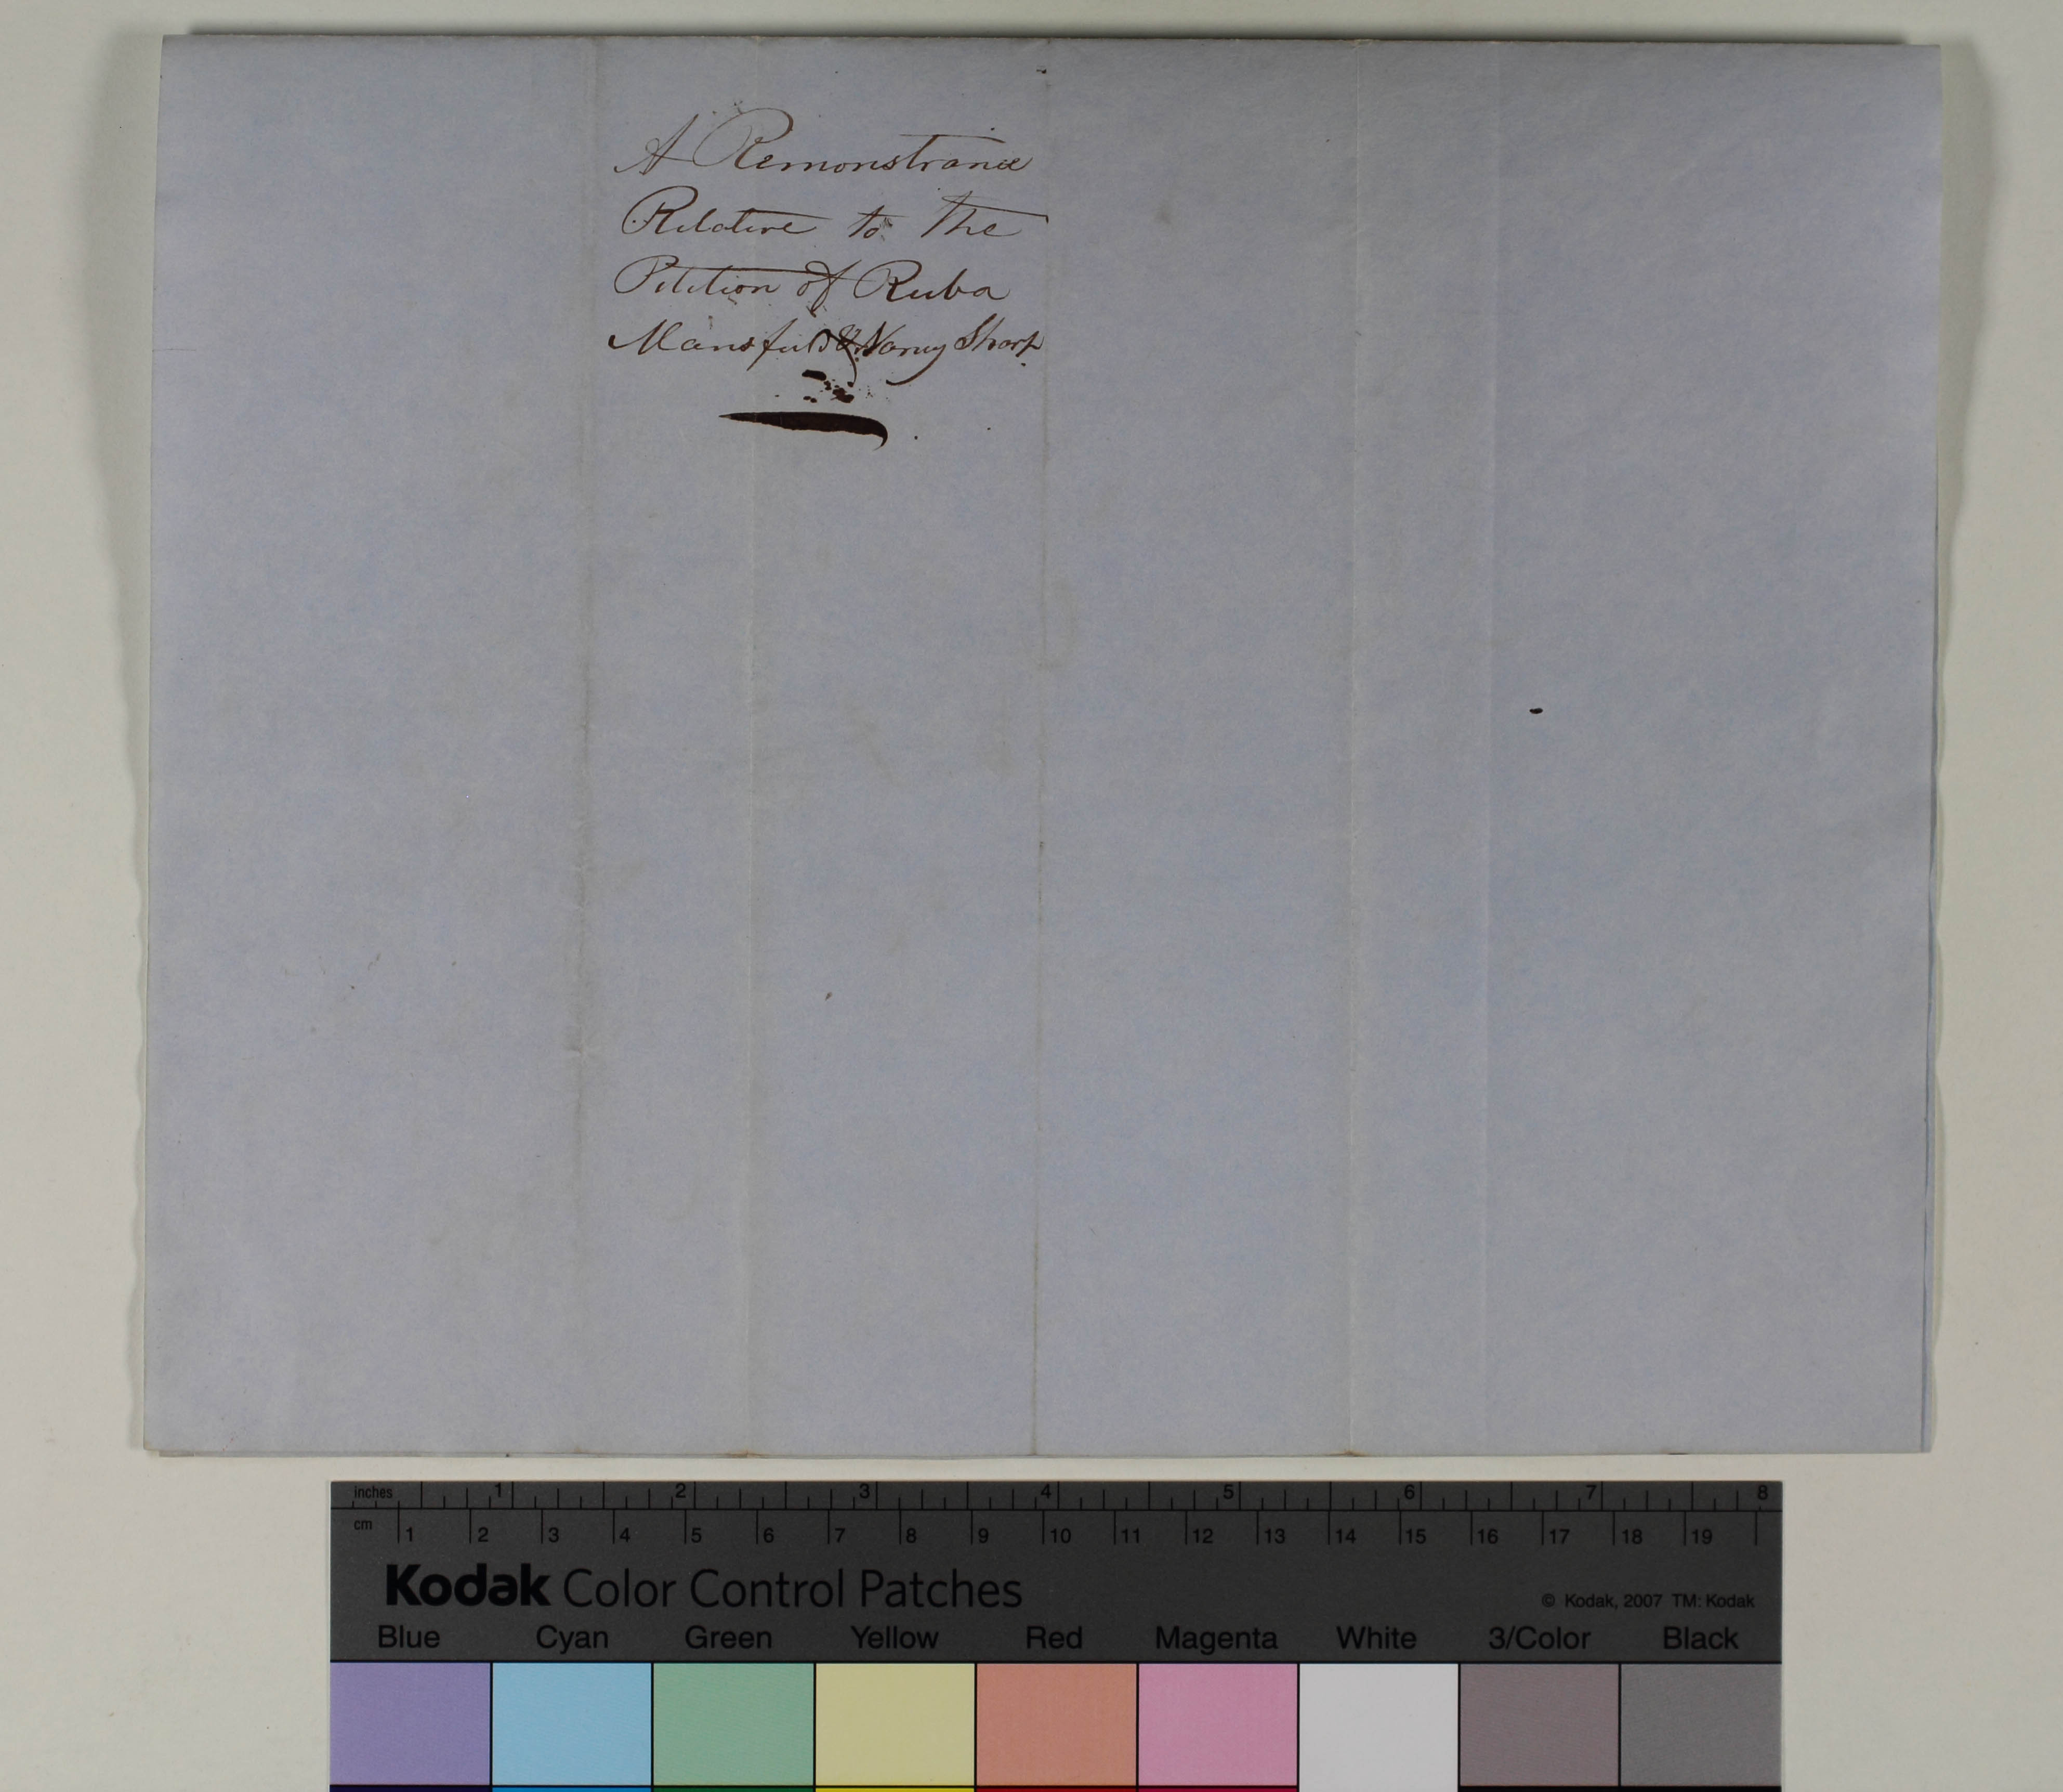 A Remonstrance
Relative to The
Petition of Ruba
Mansfield & Nancy Sharp
inches 1 2 3 4 5 6 7 8
cm 1 2 3 4 5 6 7 8 9 10 11 12 13 14 15 16 17 18 19
Kodak Color Control Patches
© Kodak, 2007 TM: Kodak
Blue Cyan Green Yellow Red Magenta White 3/Color Black